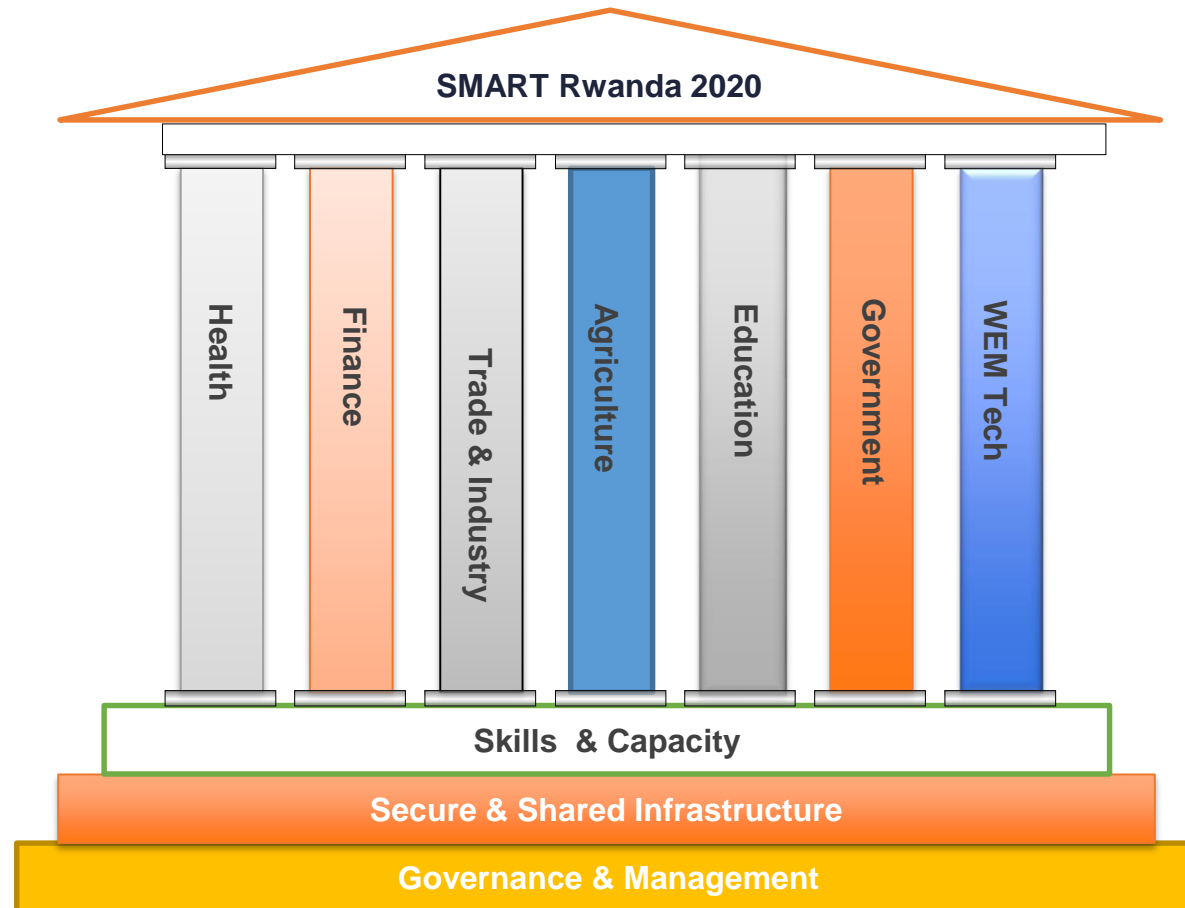 SMART Rwanda 2020
Health
Finance
Trade & Industry
Agriculture
Education
Government
WEM Tech
Skills & Capacity
Secure & Shared Infrastructure
Governance & Management